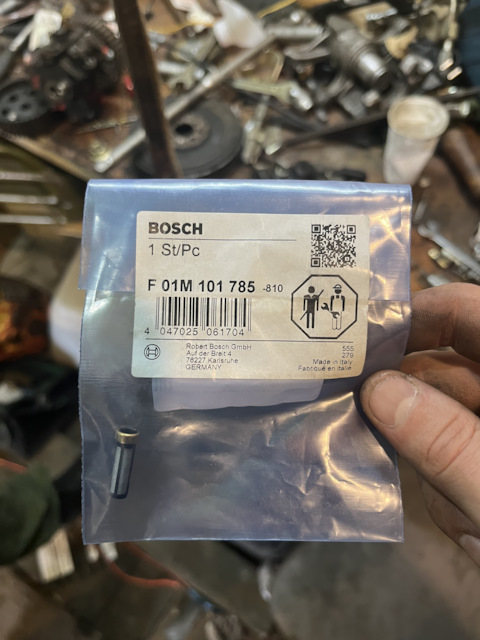 BOSCH
1 St/Pc
F 01M 101 785 -810
4 047025 061704
Robert Bosch GmbH
Auf der Breit 4
76227 Karlsruhe
GERMANY
555
279
Made in Italy
Fabriqué en Italie